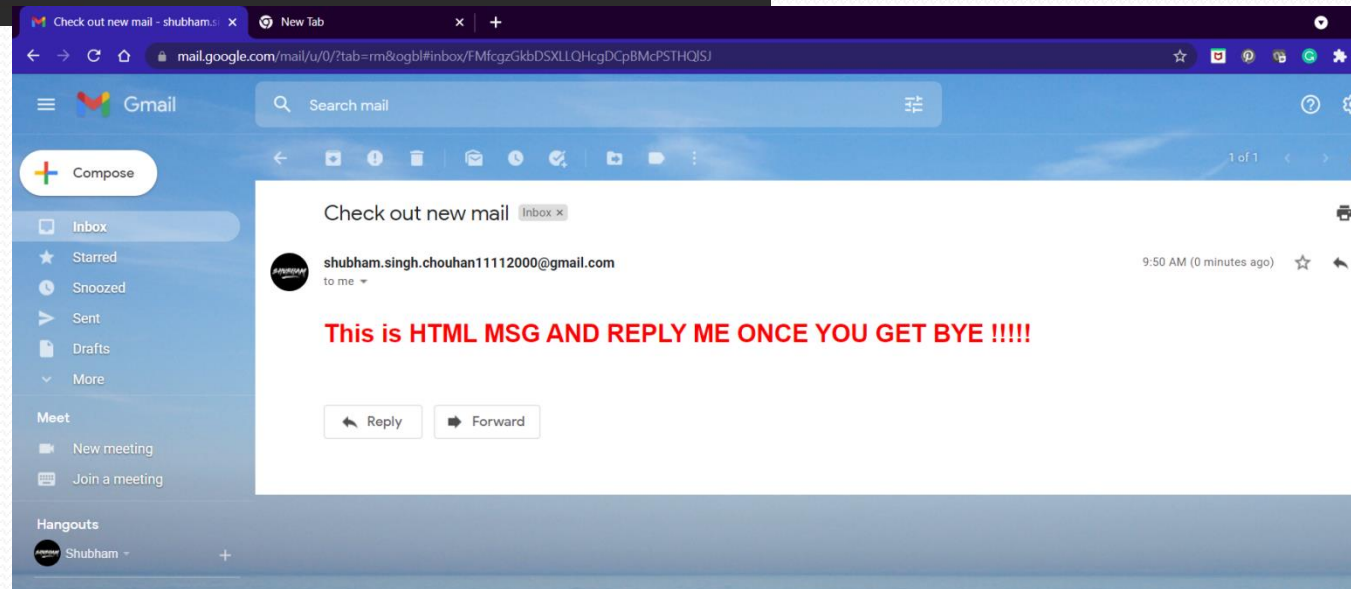 Check out new mail - shubham.s
New Tab
mail.google.com/mail/u/0/?tab=rm&ogbl#inbox/FMfcgzGkbDSXLLQHcgDCpBMcPSTHQlSJ
Gmail
Search mail
Compose
1 of 1
Inbox
Starred
Snoozed
Sent
Drafts
More
Meet
New meeting
Join a meeting
Hangouts
Shubham
Check out new mail Inbox ×
shubham.singh.chouhan11112000@gmail.com
9:50 AM (0 minutes ago)
to me
This is HTML MSG AND REPLY ME ONCE YOU GET BYE !!!!!
Reply
Forward